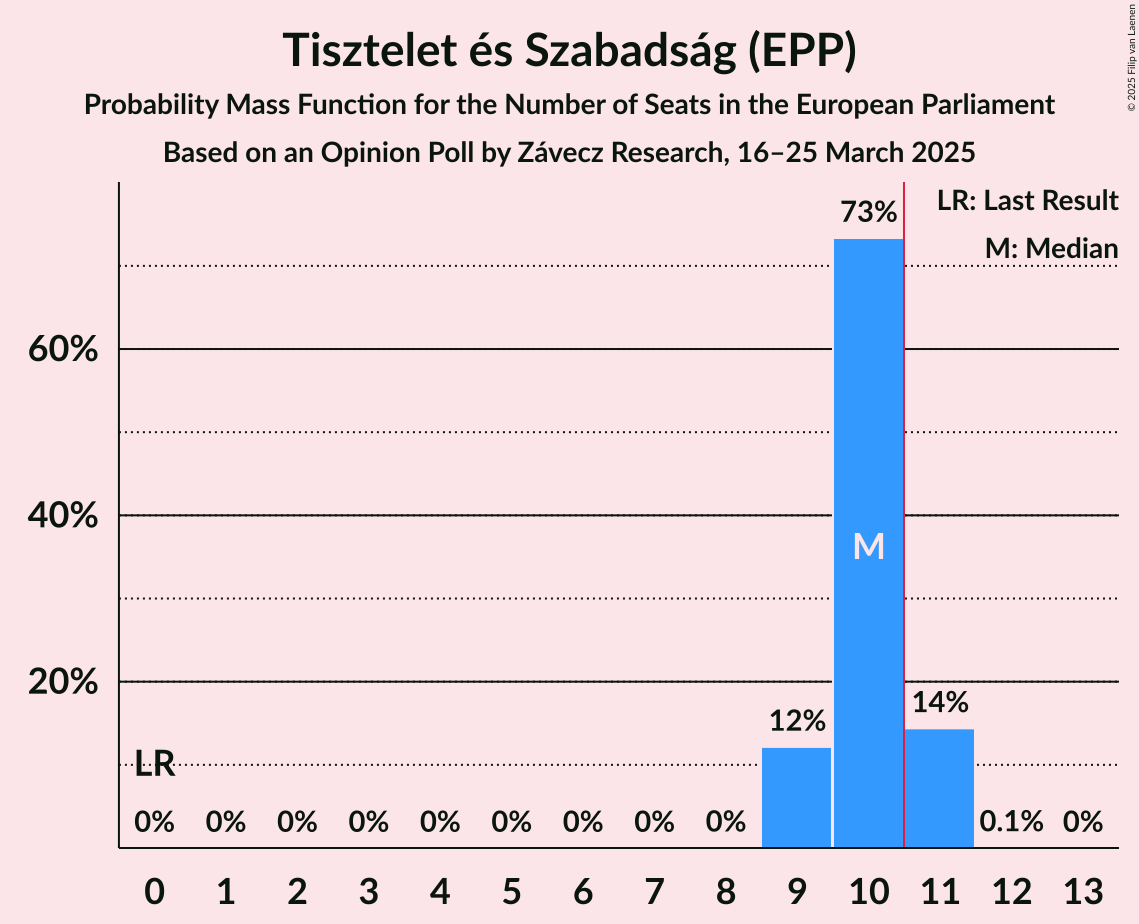 Tisztelet és Szabadság (EPP)
Probability Mass Function for the Number of Seats in the European Parliament
Based on an Opinion Poll by Závecz Research, 16–25 March 2025
© 2025 Filip van Laenen
LR: Last Result
M: Median
73%
60%
40%
M
20%
14%
12%
LR
0% 0% 0% 0% 0% 0% 0% 0% 0% 0.1% 0%
0 1 2 3 4 5 6 7 8 9 10 11 12 13